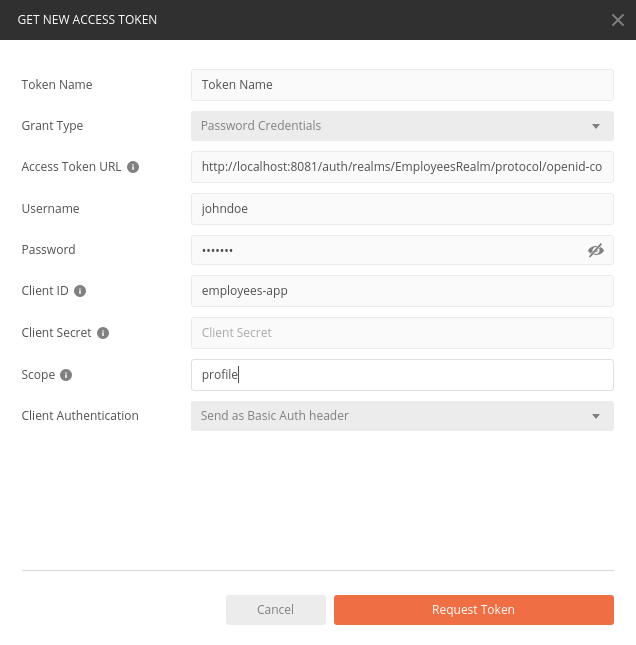 GET NEW ACCESS TOKEN
Token Name Token Name
Grant Type Password Credentials
Access Token URL http://localhost:8081/auth/realms/EmployeesRealm/protocol/openid-co
Username johndoe
Password •••••••
Client ID employees-app
Client Secret Client Secret
Scope profile
Client Authentication Send as Basic Auth header
Cancel Request Token